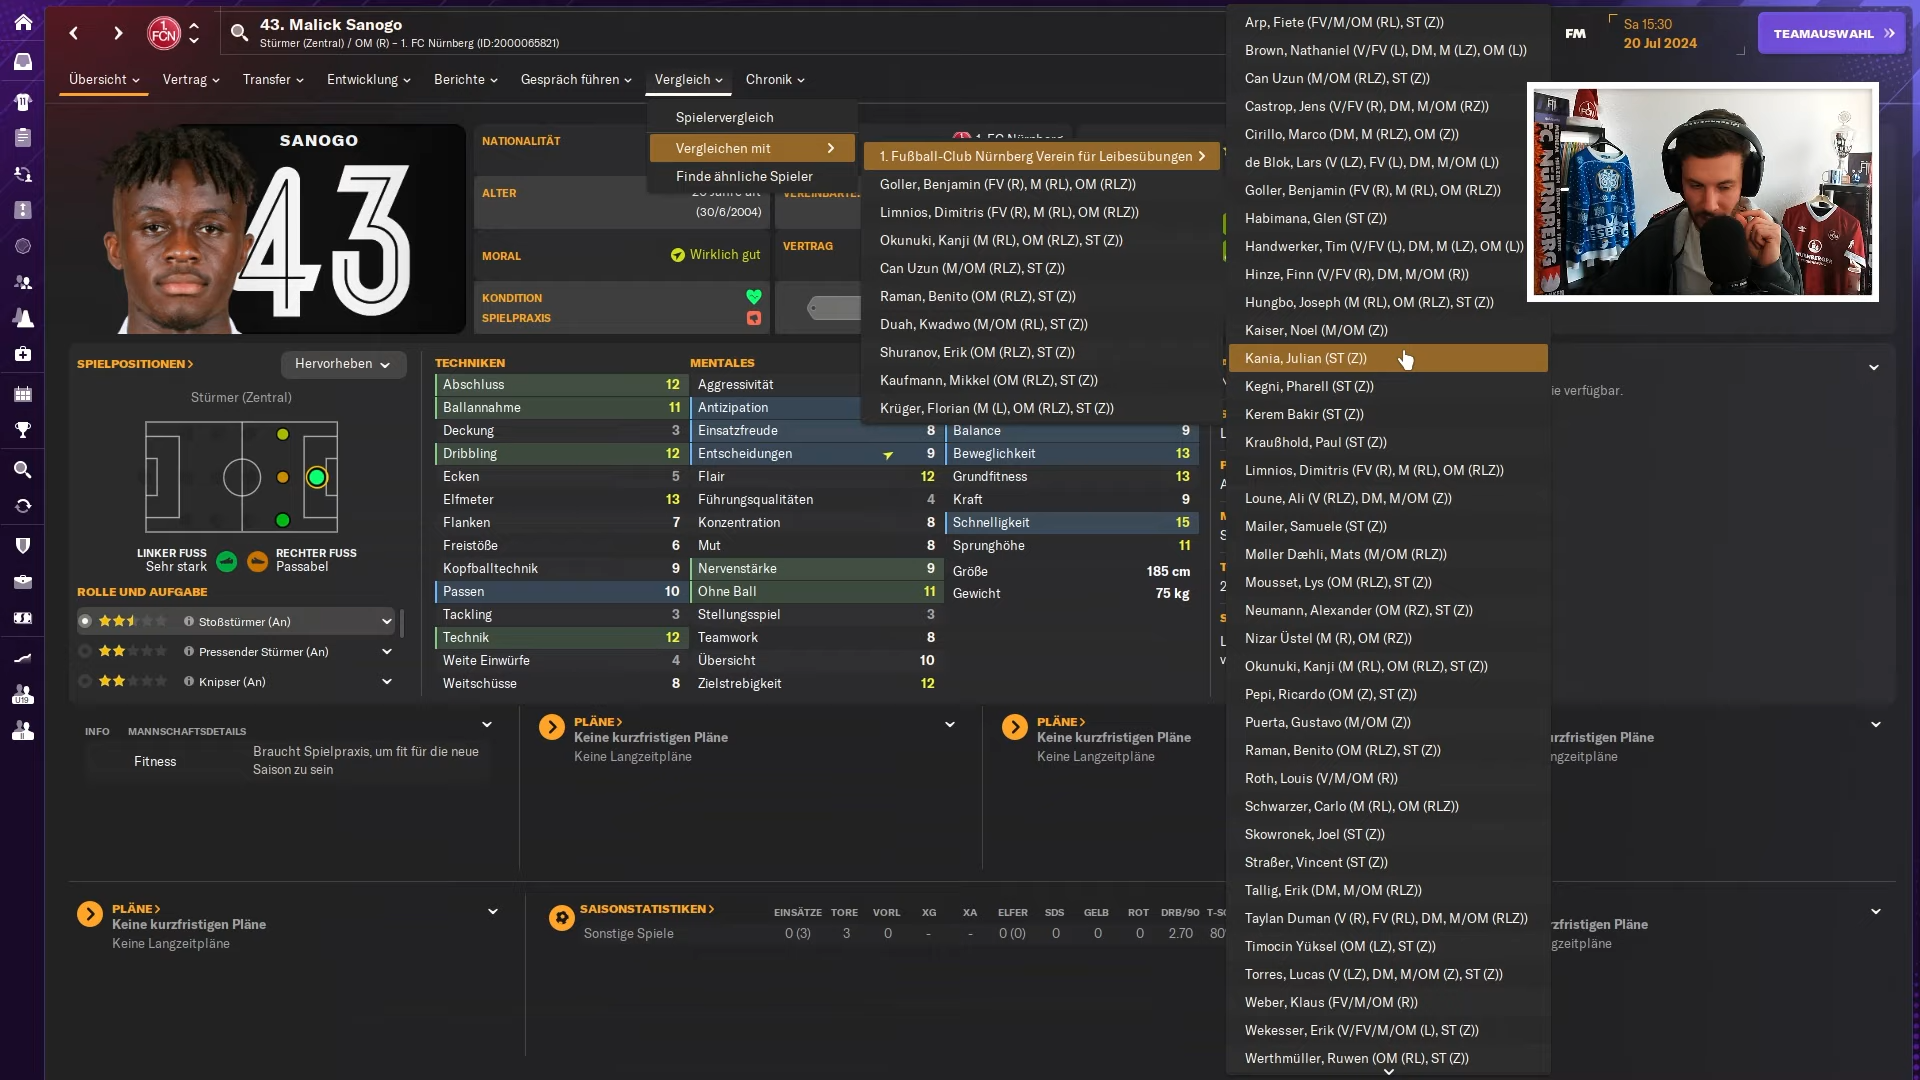 43. Malick Sanogo
Stürmer (Zentral) / OM (R) - 1. FC Nürnberg (ID:2000065821)
FM
Sa 15:30
20 Jul 2024
TEAMAUSWAHL
Übersicht
Vertrag
Transfer
Entwicklung
Berichte
Gespräch führen
Vergleich
Chronik
Spielervergleich
Vergleichen mit
Finde ähnliche Spieler
1. Fußball-Club Nürnberg Verein für Leibesübungen
Goller, Benjamin (FV (R), M (RL), OM (RLZ))
Limnios, Dimitris (FV (R), M (RL), OM (RLZ))
Okunuki, Kanji (M (RL), OM (RLZ), ST (Z))
Can Uzun (M/OM (RLZ), ST (Z))
Raman, Benito (OM (RLZ), ST (Z))
Duah, Kwadwo (M/OM (RL), ST (Z))
Shuranov, Erik (OM (RLZ), ST (Z))
Kaufmann, Mikkel (OM (RLZ), ST (Z))
Krüger, Florian (M (L), OM (RLZ), ST (Z))
Arp, Fiete (FV/M/OM (RL), ST (Z))
Brown, Nathaniel (V/FV (L), DM, M (LZ), OM (L))
Can Uzun (M/OM (RLZ), ST (Z))
Castrop, Jens (V/FV (R), DM, M/OM (RZ))
Cirillo, Marco (DM, M (RLZ), OM (Z))
de Blok, Lars (V (LZ), FV (L), DM, M/OM (L))
Goller, Benjamin (FV (R), M (RL), OM (RLZ))
Habimana, Glen (ST (Z))
Handwerker, Tim (V/FV (L), DM, M (LZ), OM (L))
Hinze, Finn (V/FV (R), DM, M/OM (R))
Hungbo, Joseph (M (RL), OM (RLZ), ST (Z))
Kaiser, Noel (M/OM (Z))
Kania, Julian (ST (Z))
Kegni, Pharell (ST (Z))
Kerem Bakir (ST (Z))
Kraußhold, Paul (ST (Z))
Limnios, Dimitris (FV (R), M (RL), OM (RLZ))
Loune, Ali (V (RLZ), DM, M/OM (Z))
Mailer, Samuele (ST (Z))
Møller Dæhli, Mats (M/OM (RLZ))
Mousset, Lys (OM (RLZ), ST (Z))
Neumann, Alexander (OM (RZ), ST (Z))
Nizar Üstel (M (R), OM (RZ))
Okunuki, Kanji (M (RL), OM (RLZ), ST (Z))
Pepi, Ricardo (OM (Z), ST (Z))
Puerta, Gustavo (M/OM (Z))
Raman, Benito (OM (RLZ), ST (Z))
Roth, Louis (V/M/OM (R))
Schwarzer, Carlo (M (RL), OM (RLZ))
Skowronek, Joel (ST (Z))
Straßer, Vincent (ST (Z))
Tallig, Erik (DM, M/OM (RLZ))
Taylan Duman (V (R), FV (RL), DM, M/OM (RLZ))
Timocin Yüksel (OM (LZ), ST (Z))
Torres, Lucas (V (LZ), DM, M/OM (Z), ST (Z))
Weber, Klaus (FV/M/OM (R))
Wekesser, Erik (V/FV/M/OM (L), ST (Z))
Werthmüller, Ruwen (OM (RL), ST (Z))
SANOGO
43
NATIONALITÄT
ALTER
(30/6/2004)
MORAL
Wirklich gut
KONDITION
SPIELPRAXIS
VERTRAG
SPIELPOSITIONEN
Hervorheben
Stürmer (Zentral)
LINKER FUSS
Sehr stark
RECHTER FUSS
Passabel
ROLLE UND AUFGABE
Stoßstürmer (An)
Pressender Stürmer (An)
Knipser (An)
TECHNIKEN
Abschluss 12
Ballannahme 11
Deckung 3
Dribbling 12
Ecken 5
Elfmeter 13
Flanken 7
Freistöße 6
Kopfballtechnik 9
Passen 10
Tackling 3
Technik 12
Weite Einwürfe 4
Weitschüsse 8
MENTALES
Aggressivität
Antizipation
Einsatzfreude 8
Entscheidungen 9
Flair 12
Führungsqualitäten 4
Konzentration 8
Mut 8
Nervenstärke 9
Ohne Ball 11
Stellungsspiel 3
Teamwork 8
Übersicht 10
Zielstrebigkeit 12
Balance 9
Beweglichkeit 13
Grundfitness 13
Kraft 9
Schnelligkeit 15
Sprunghöhe 11
Größe 185 cm
Gewicht 75 kg
ie verfügbar.
INFO MANNSCHAFTSDETAILS
Fitness
Braucht Spielpraxis, um fit für die neue
Saison zu sein
PLÄNE
Keine kurzfristigen Pläne
Keine Langzeitpläne
PLÄNE
Keine kurzfristigen Pläne
Keine Langzeitpläne
rzfristigen Pläne
ngzeitpläne
PLÄNE
Keine kurzfristigen Pläne
Keine Langzeitpläne
SAISONSTATISTIKEN
EINSÄTZE TORE VORL XG XA ELFER SDS GELB ROT DRB/90
Sonstige Spiele 0 (3) 3 0 - - 0 (0) 0 0 0 2.70
rzfristigen Pläne
gzeitpläne
U19
II
FC NÜRNBERG